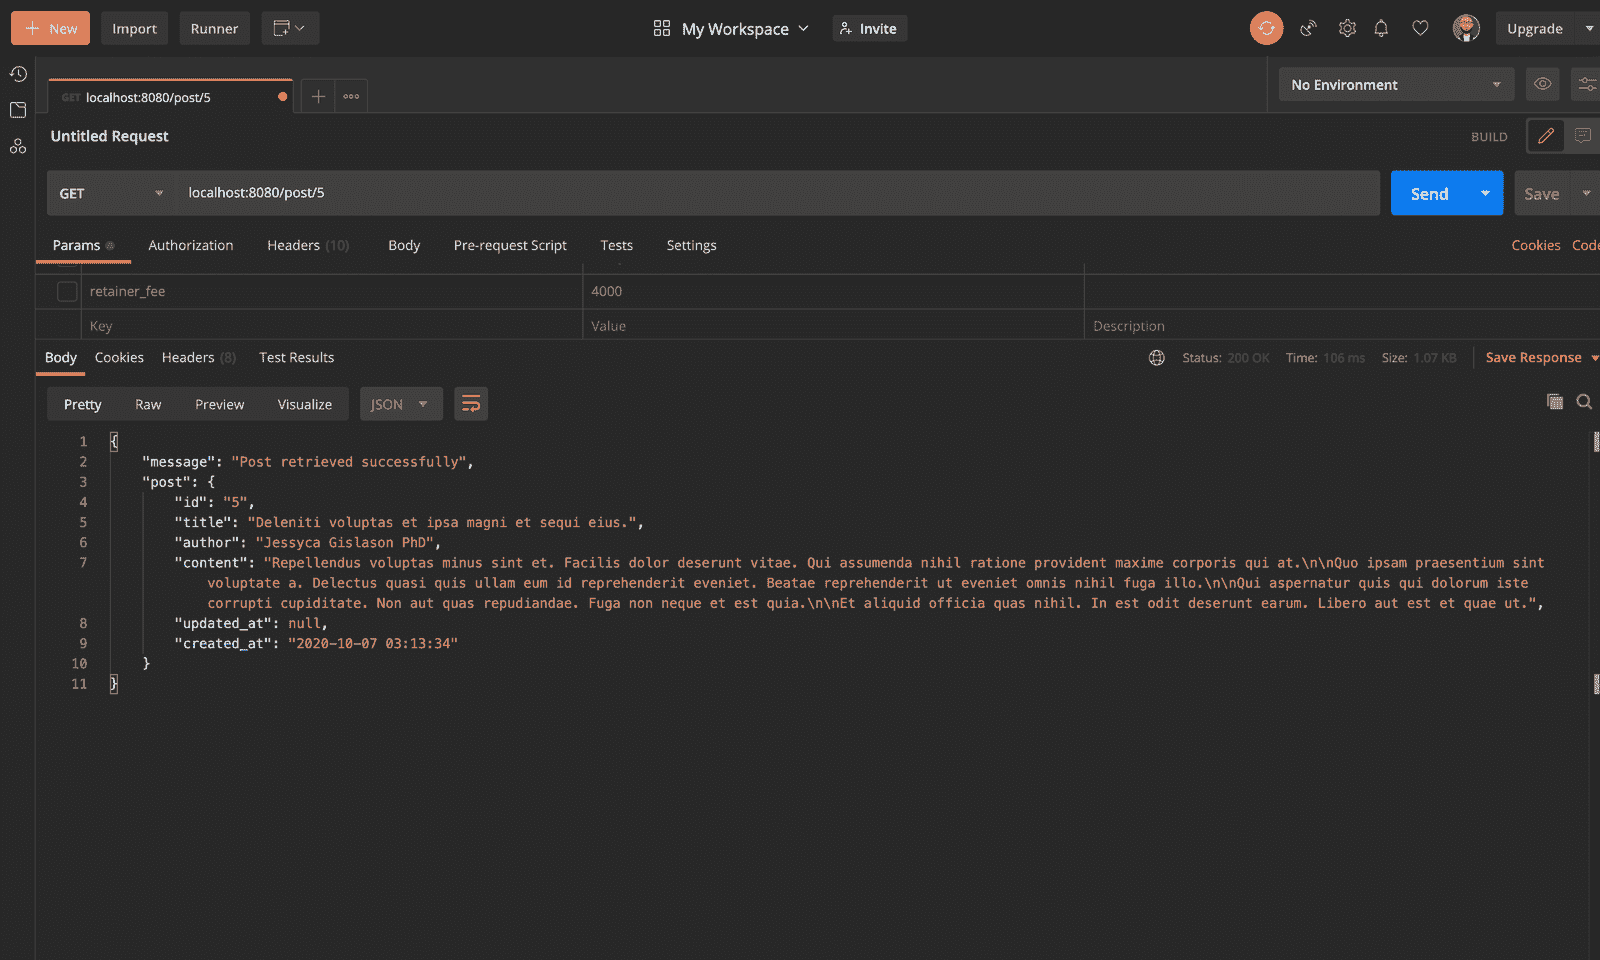 New Import Runner My Workspace Invite Upgrade
GET localhost:8080/post/5 No Environment
Untitled Request BUILD
GET localhost:8080/post/5 Send Save
Params Authorization Headers (10) Body Pre-request Script Tests Settings Cookies Code
retainer_fee 4000
Key Value Description
Body Cookies Headers (8) Test Results Status: 200 OK Time: 106 ms Size: 1.07 KB Save Response
Pretty Raw Preview Visualize JSON
1 {
2 "message": "Post retrieved successfully",
3 "post": {
4 "id": "5",
5 "title": "Deleniti voluptas et ipsa magni et sequi eius.",
6 "author": "Jessyca Gislason PhD",
7 "content": "Repellendus voluptas minus sint et. Facilis dolor deserunt vitae. Qui assumenda nihil ratione provident maxime corporis qui at.\n\nQuo ipsam praesentium sint
voluptate a. Delectus quasi quis ullam eum id reprehenderit eveniet. Beatae reprehenderit ut eveniet omnis nihil fuga illo.\n\nQui aspernatur quis qui dolorum iste
corrupti cupiditate. Non aut quas repudiandae. Fuga non neque et est quia.\n\nEt aliquid officia quas nihil. In est odit deserunt earum. Libero aut est et quae ut.",
8 "updated_at": null,
9 "created_at": "2020-10-07 03:13:34"
10 }
11 }